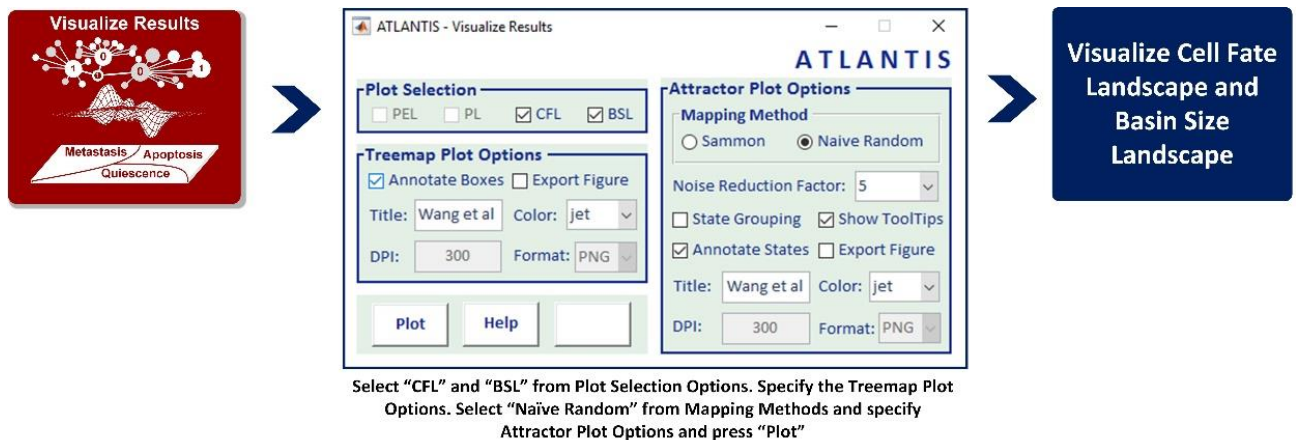 Visualize Results
1
0
1
0
Metastasis
Apoptosis
Quiescence
ATLANTIS - Visualize Results
ATLANTIS
Plot Selection
PEL PL CFL BSL
Treemap Plot Options
Annotate Boxes Export Figure
Title: Wang et al Color: jet
DPI: 300 Format: PNG
Plot Help
Attractor Plot Options
Mapping Method
Sammon Naive Random
Noise Reduction Factor: 5
State Grouping Show ToolTips
Annotate States Export Figure
Title: Wang et al Color: jet
DPI: 300 Format: PNG
Visualize Cell Fate
Landscape and
Basin Size
Landscape
Select “CFL” and “BSL” from Plot Selection Options. Specify the Treemap Plot
Options. Select “Naïve Random” from Mapping Methods and specify
Attractor Plot Options and press “Plot”